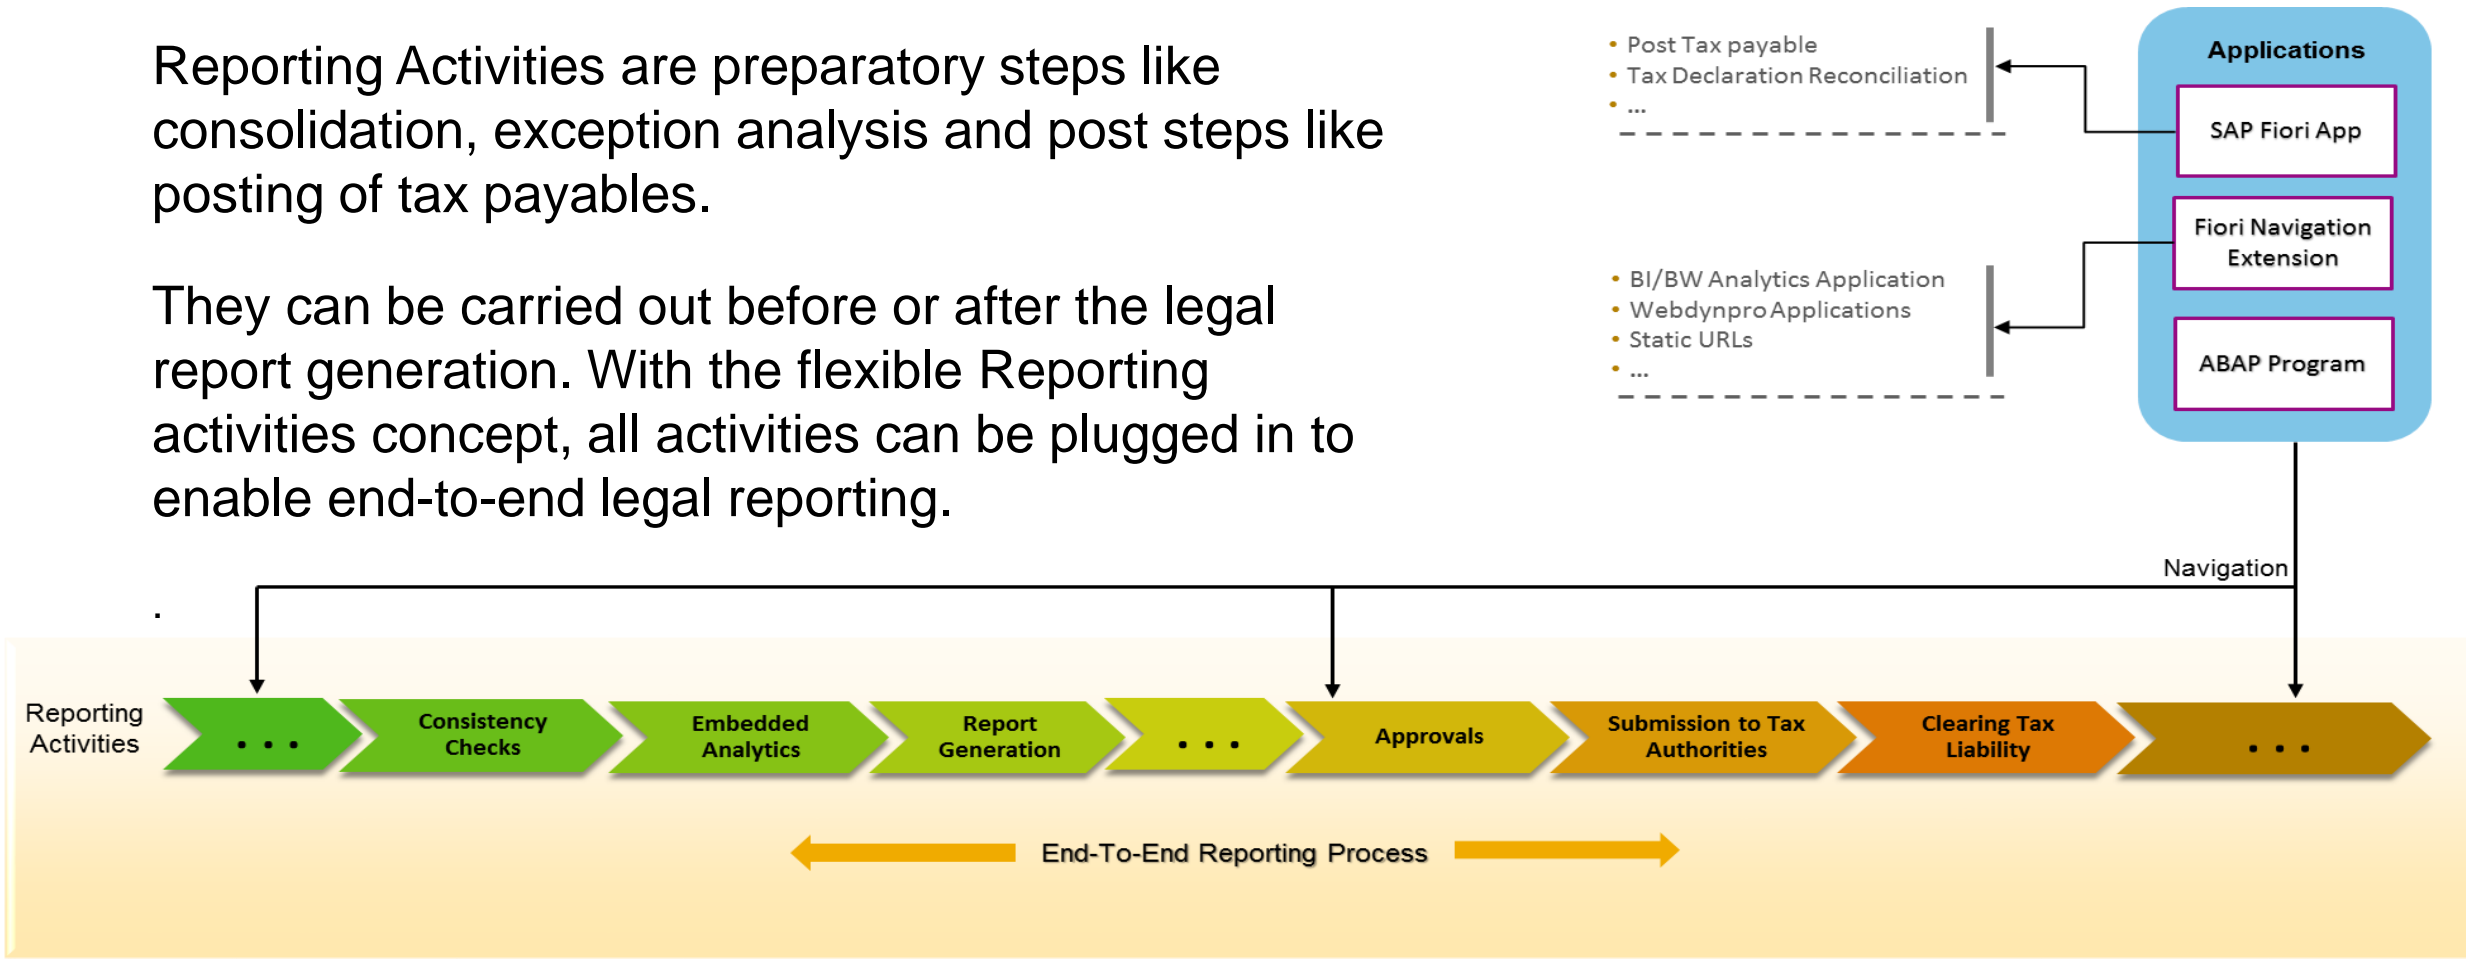 Reporting Activities are preparatory steps like
consolidation, exception analysis and post steps like
posting of tax payables.
They can be carried out before or after the legal
report generation. With the flexible Reporting
activities concept, all activities can be plugged in to
enable end-to-end legal reporting.
.
• Post Tax payable
• Tax Declaration Reconciliation
• ...
• BI/BW Analytics Application
• Webdynpro Applications
• Static URLs
• ...
Applications
SAP Fiori App
Fiori Navigation
Extension
ABAP Program
Navigation
Reporting
Activities
. . .
Consistency
Checks
Embedded
Analytics
Report
Generation
. . .
Approvals
Submission to Tax
Authorities
Clearing Tax
Liability
. . .
End-To-End Reporting Process